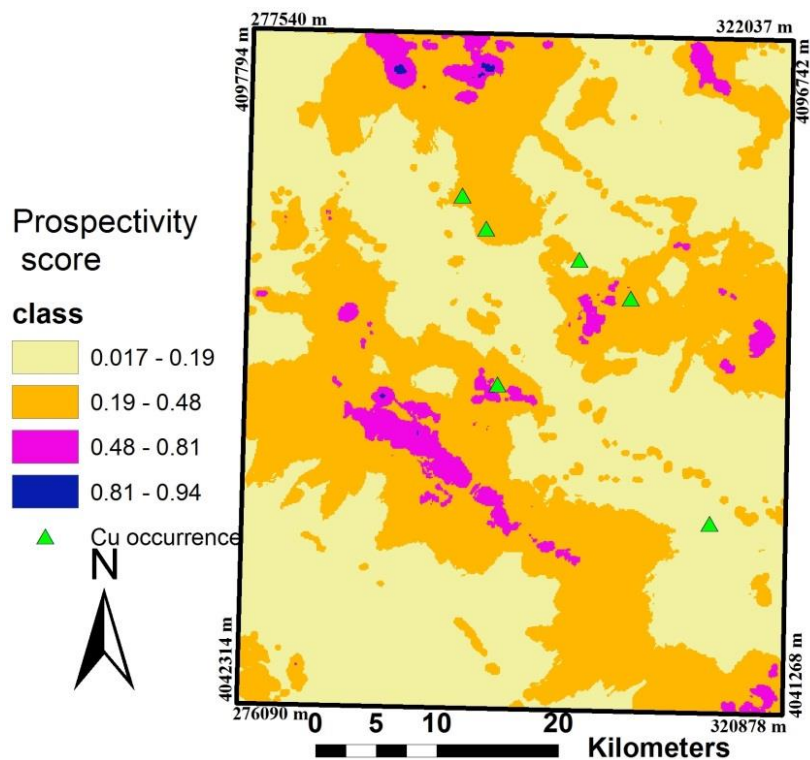 277540 m
322037 m
4097794 m
4096742 m
Prospectivity
score
class
0.017 - 0.19
0.19 - 0.48
0.48 - 0.81
0.81 - 0.94
Cu occurrence
N
4042314 m
4041268 m
276090 m
320878 m
0 5 10 20
Kilometers